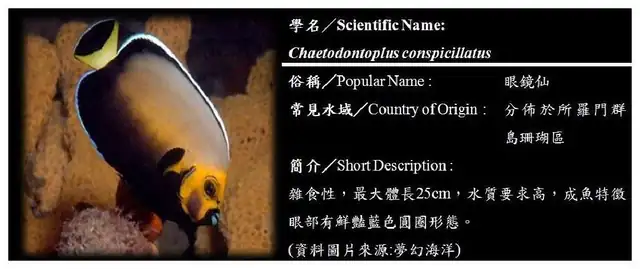 學名／Scientific Name:
Chaetodontoplus conspicillatus
俗稱／Popular Name : 眼鏡仙
常見水域／Country of Origin : 分佈於所羅門群
島珊瑚區
簡介／Short Description :
雜食性，最大體長25cm，水質要求高，成魚特徵
眼部有鮮豔藍色圓圈形態。
(資料圖片來源:夢幻海洋)